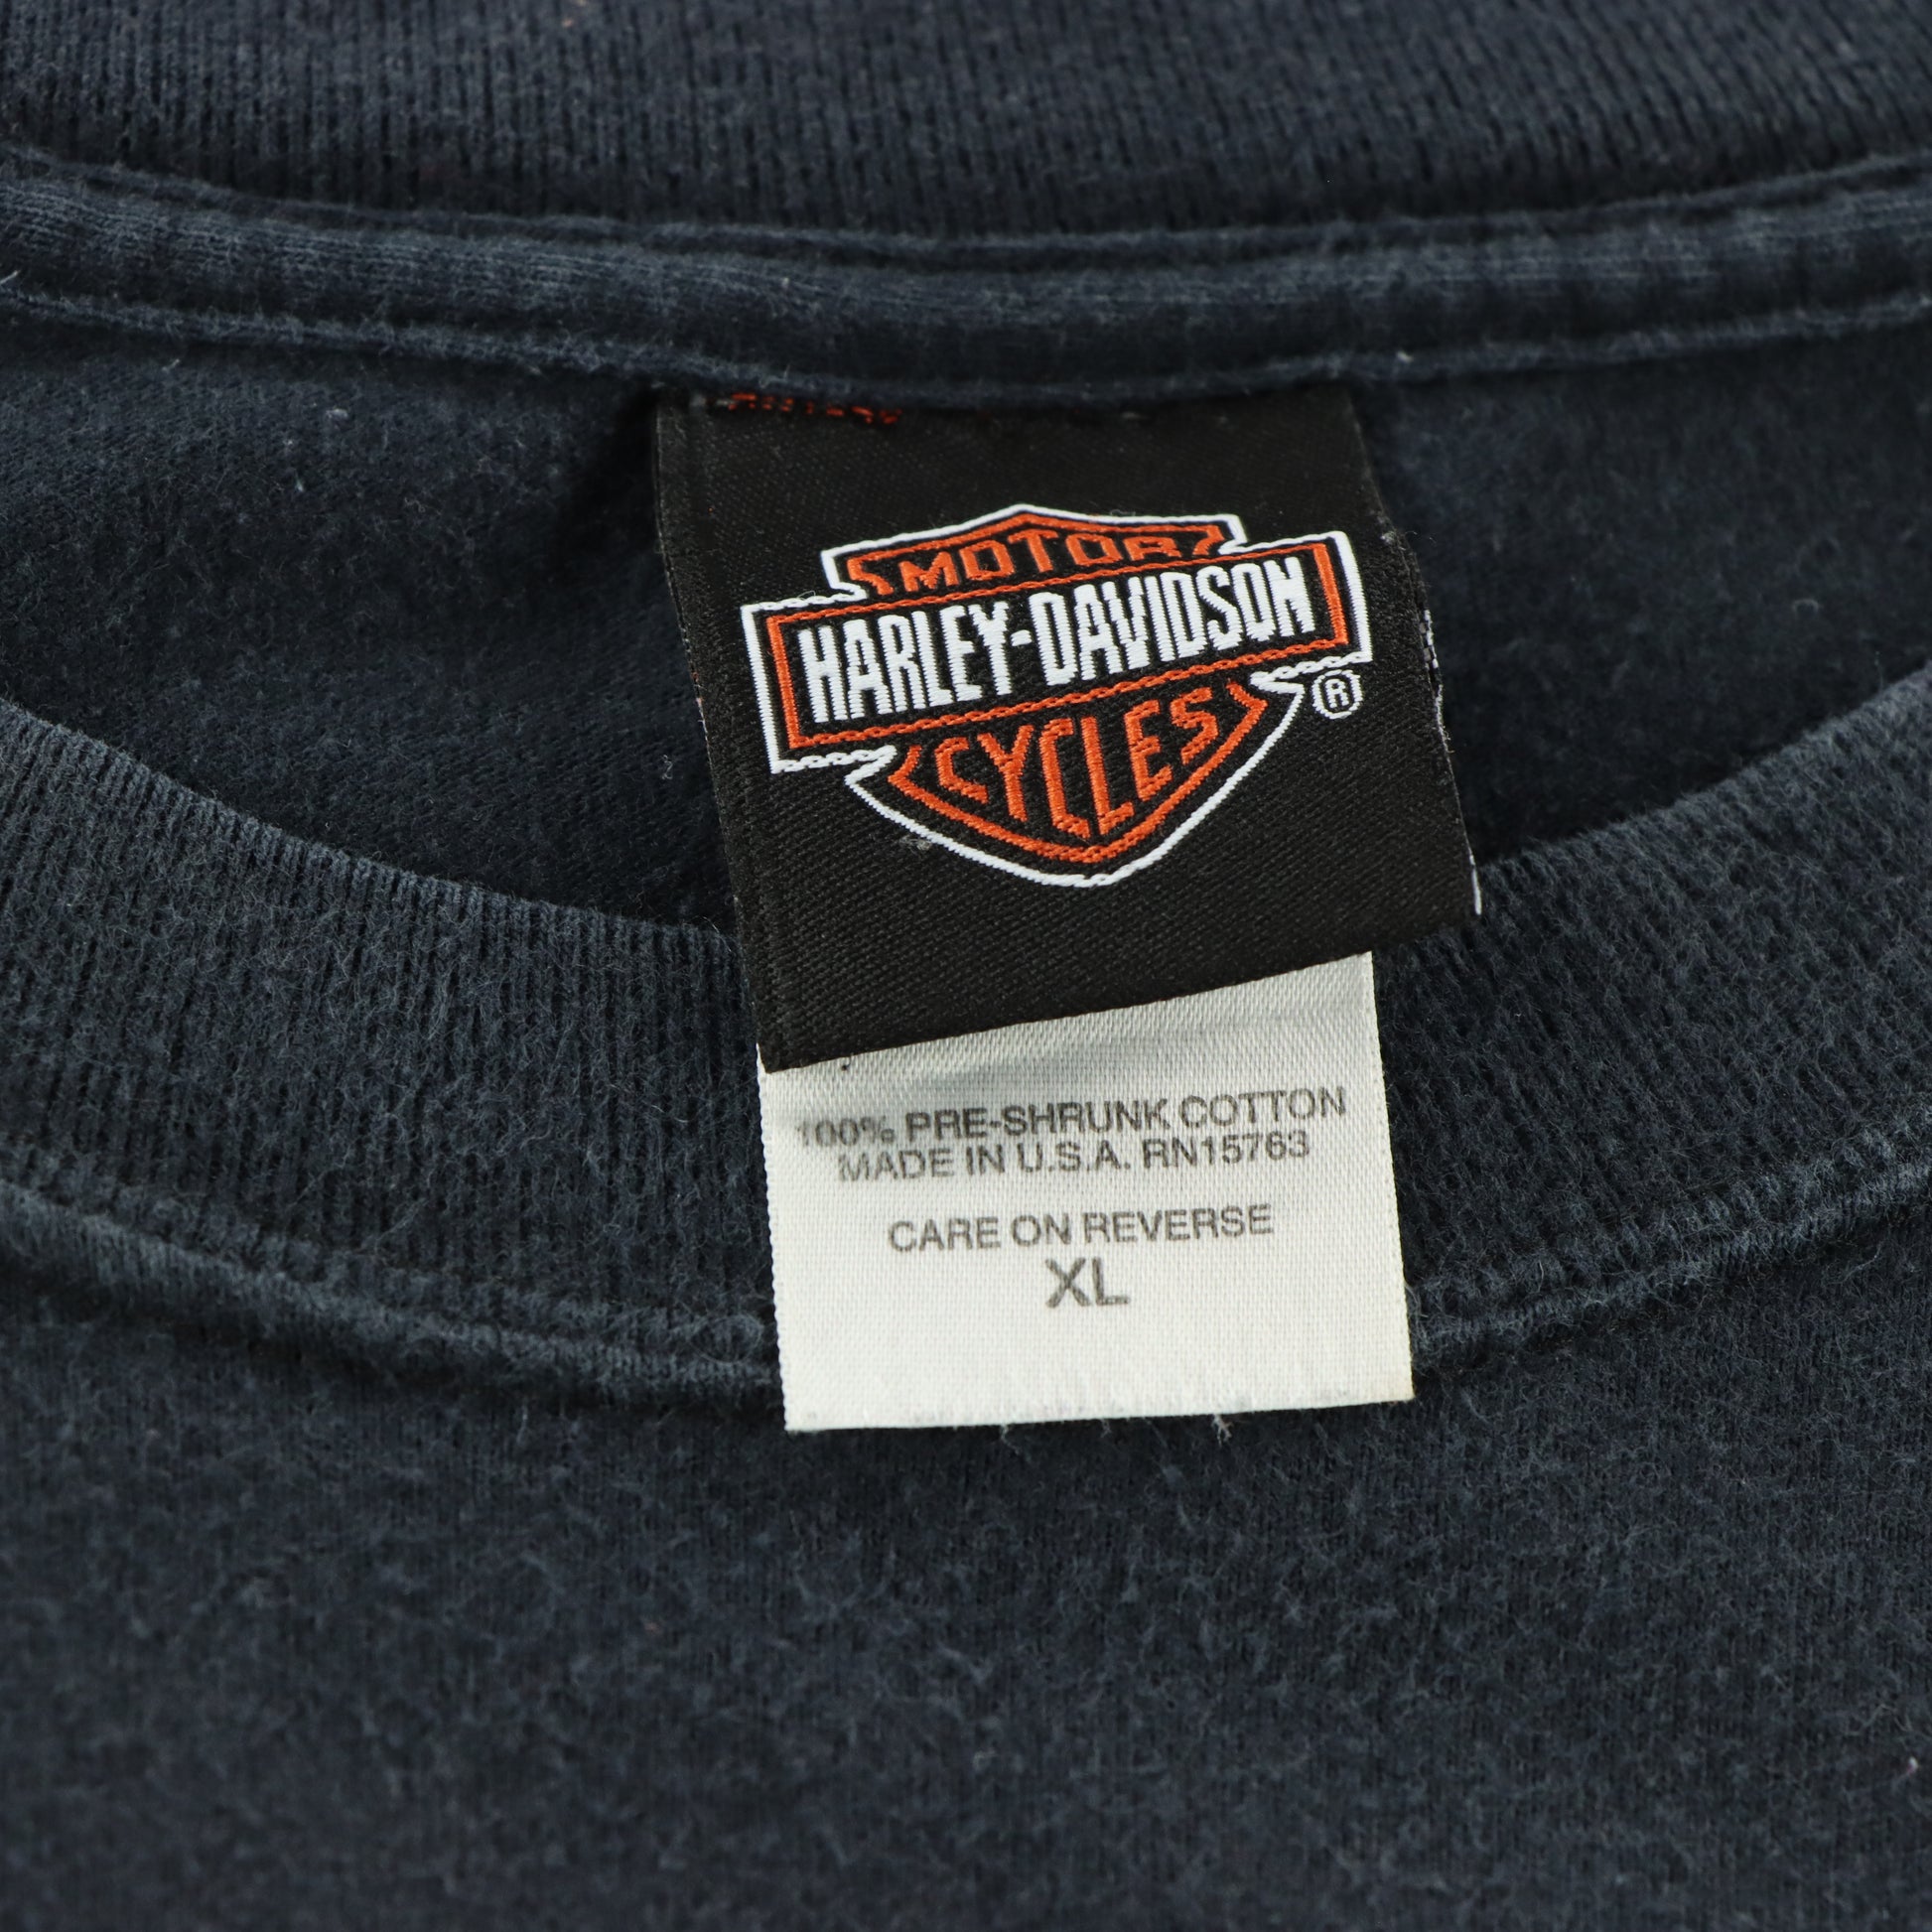 MOTOR
HARLEY-DAVIDSON
CYCLES
®
100% PRE-SHRUNK COTTON
MADE IN U.S.A. RN15763
CARE ON REVERSE
XL